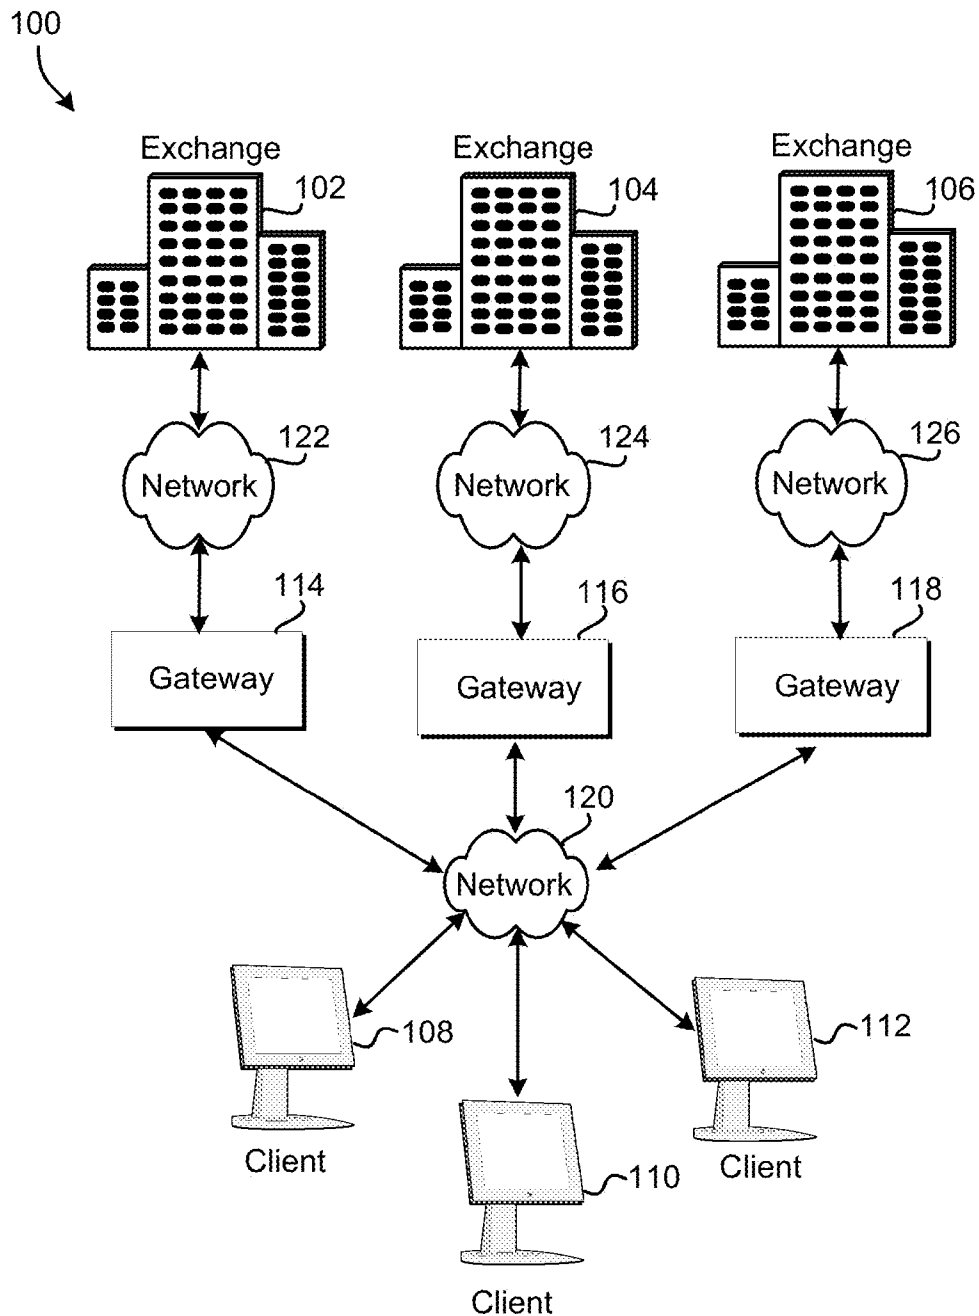 100
Exchange
Exchange
Exchange
102
104
106
122
124
126
Network
Network
Network
114
116
118
Gateway
Gateway
Gateway
120
Network
108
112
Client
110
Client
Client